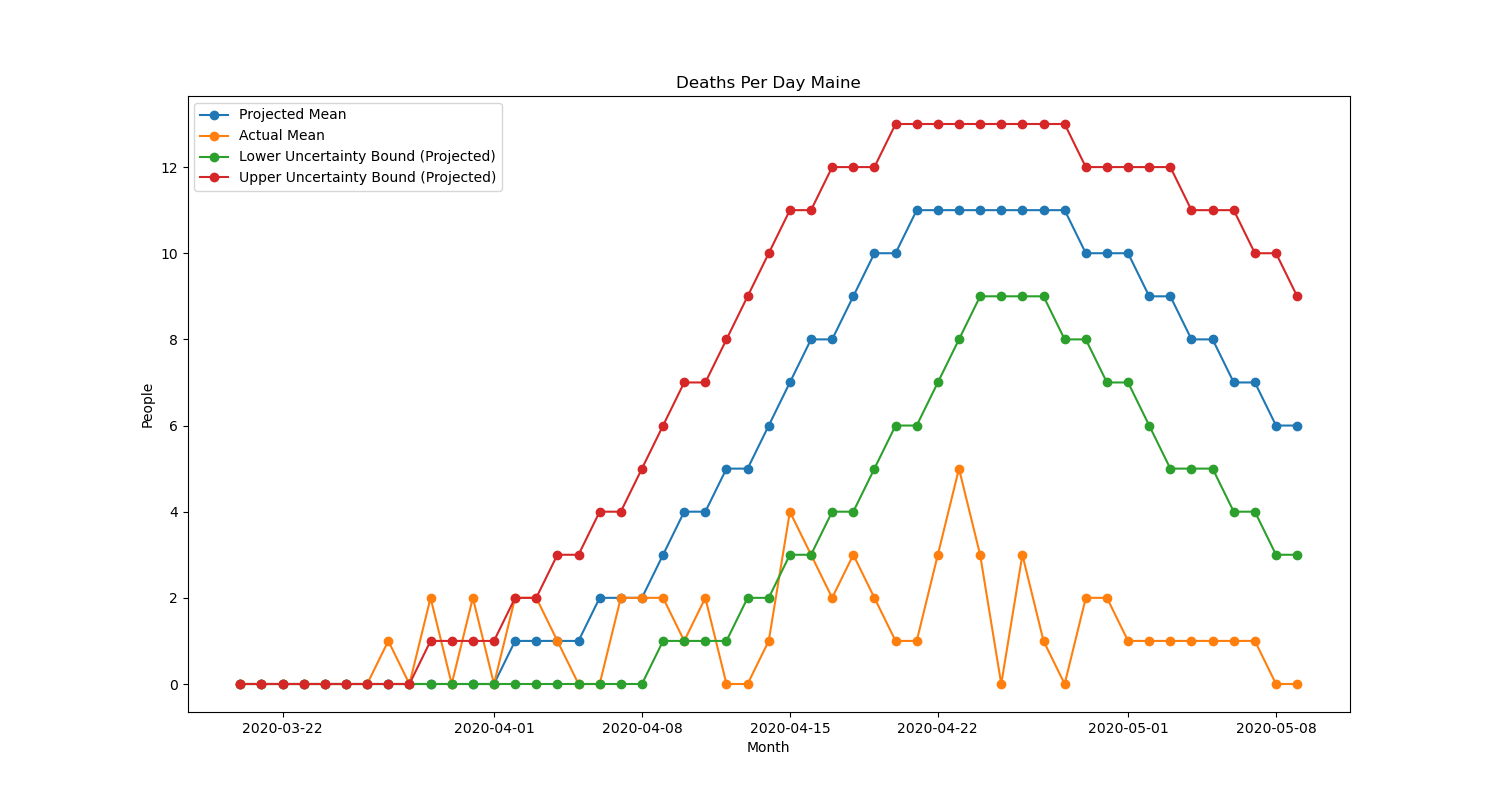 Deaths Per Day Maine
Projected Mean
Actual Mean
Lower Uncertainty Bound (Projected)
Upper Uncertainty Bound (Projected)
People
12
10
8
6
4
2
0
2020-03-22 2020-04-01 2020-04-08 2020-04-15 2020-04-22 2020-05-01 2020-05-08
Month